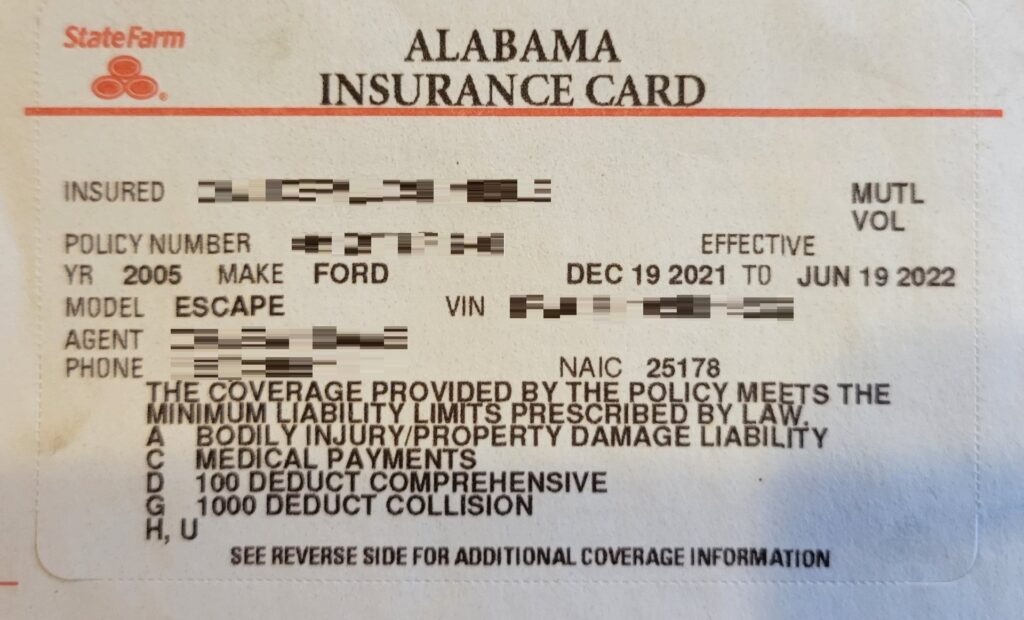 StateFarm
ALABAMA
INSURANCE CARD
INSURED
MUTL
VOL
POLICY NUMBER EFFECTIVE
YR 2005 MAKE FORD DEC 19 2021 TO JUN 19 2022
MODEL ESCAPE VIN
AGENT
PHONE NAIC 25178
THE COVERAGE PROVIDED BY THE POLICY MEETS THE
MINIMUM LIABILITY LIMITS PRESCRIBED BY LAW.
A BODILY INJURY/PROPERTY DAMAGE LIABILITY
C MEDICAL PAYMENTS
D 100 DEDUCT COMPREHENSIVE
G 1000 DEDUCT COLLISION
H, U
SEE REVERSE SIDE FOR ADDITIONAL COVERAGE INFORMATION